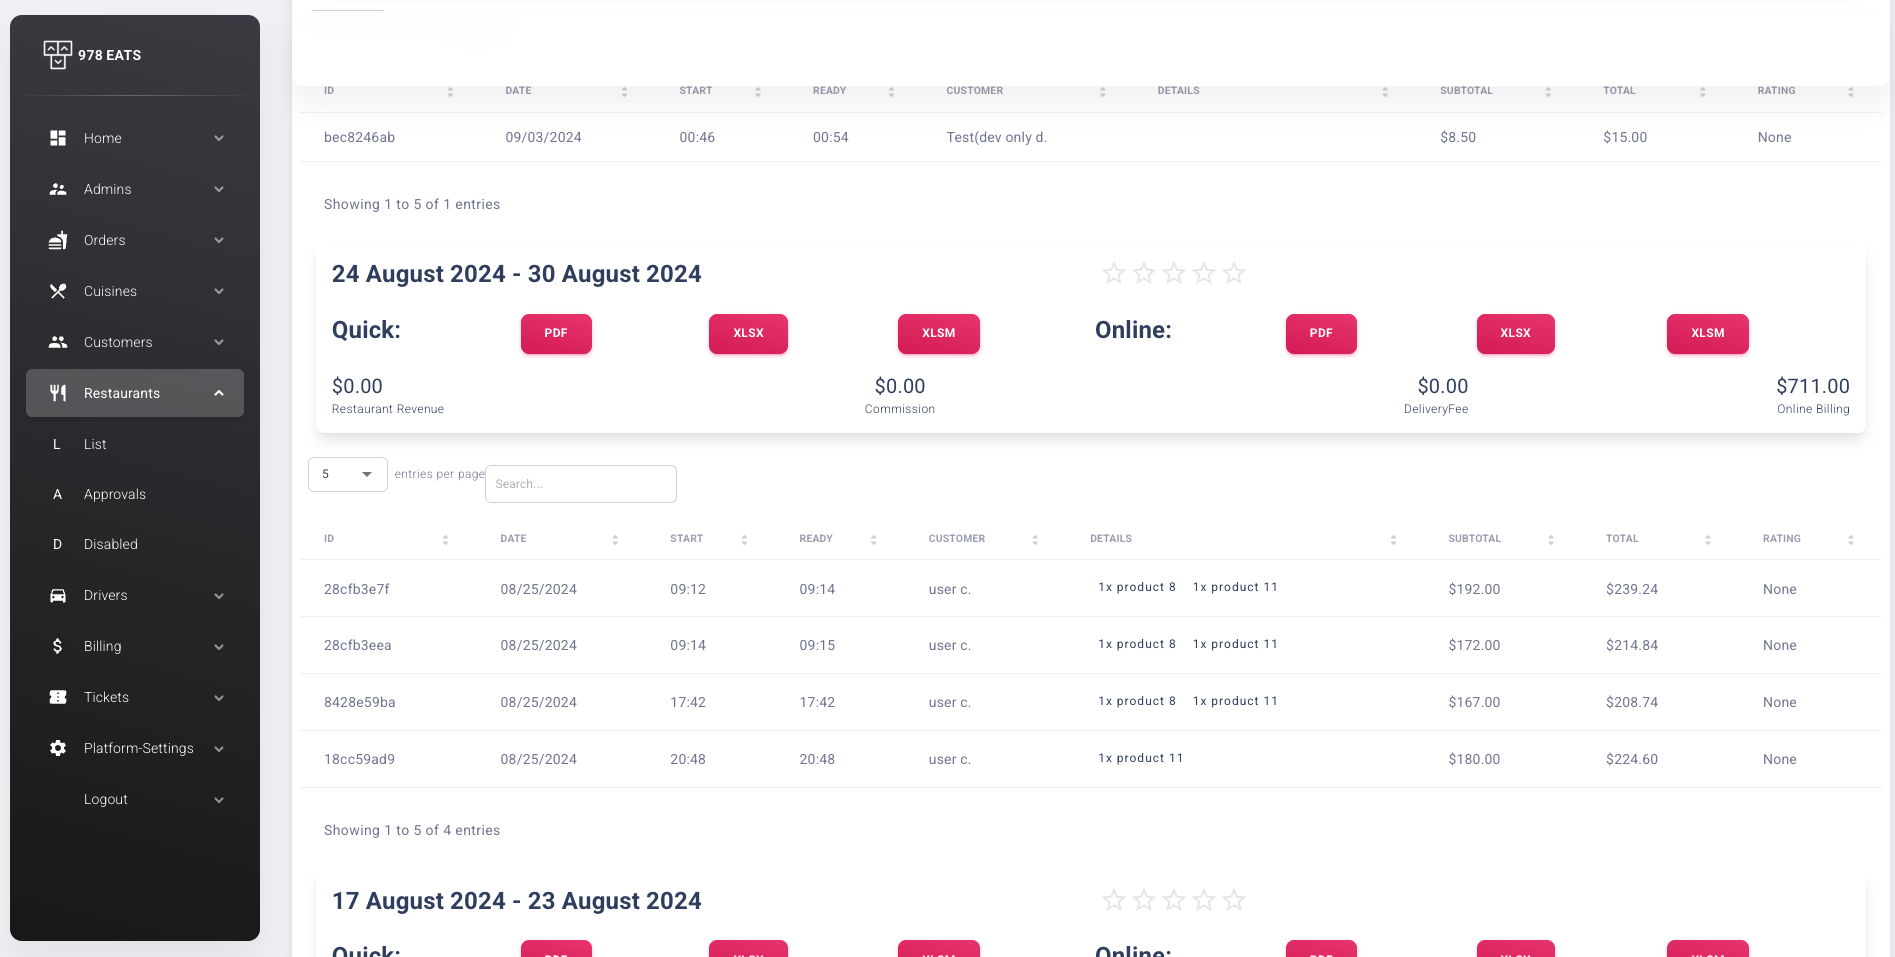 978 EATS
Home
Admins
Orders
Cuisines
Customers
Restaurants
L List
A Approvals
D Disabled
Drivers
Billing
Tickets
Platform-Settings
Logout
ID DATE START READY CUSTOMER DETAILS SUBTOTAL TOTAL RATING
bec8246ab 09/03/2024 00:46 00:54 Test(dev only d. $8.50 $15.00 None
Showing 1 to 5 of 1 entries
24 August 2024 - 30 August 2024
Quick: PDF XLSX XLSM Online: PDF XLSX XLSM
$0.00 $0.00 $0.00 $711.00
Restaurant Revenue Commission DeliveryFee Online Billing
5 entries per page Search...
ID DATE START READY CUSTOMER DETAILS SUBTOTAL TOTAL RATING
28cfb3e7f 08/25/2024 09:12 09:14 user c. 1x product 8 1x product 11 $192.00 $239.24 None
28cfb3eea 08/25/2024 09:14 09:15 user c. 1x product 8 1x product 11 $172.00 $214.84 None
8428e59ba 08/25/2024 17:42 17:42 user c. 1x product 8 1x product 11 $167.00 $208.74 None
18cc59ad9 08/25/2024 20:48 20:48 user c. 1x product 11 $180.00 $224.60 None
Showing 1 to 5 of 4 entries
17 August 2024 - 23 August 2024
Quick: PDF XLSX XLSM Online: PDF XLSX XLSM